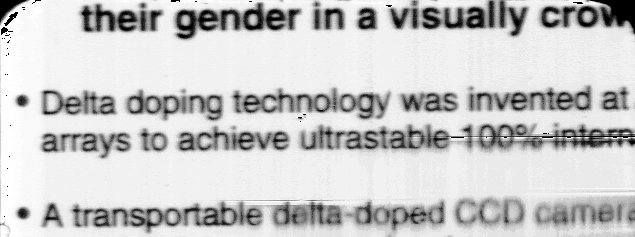 their gender in a visually crow
• Delta doping technology was invented at
arrays to achieve ultrastable 100% intern
• A transportable delta-doped CCD camera